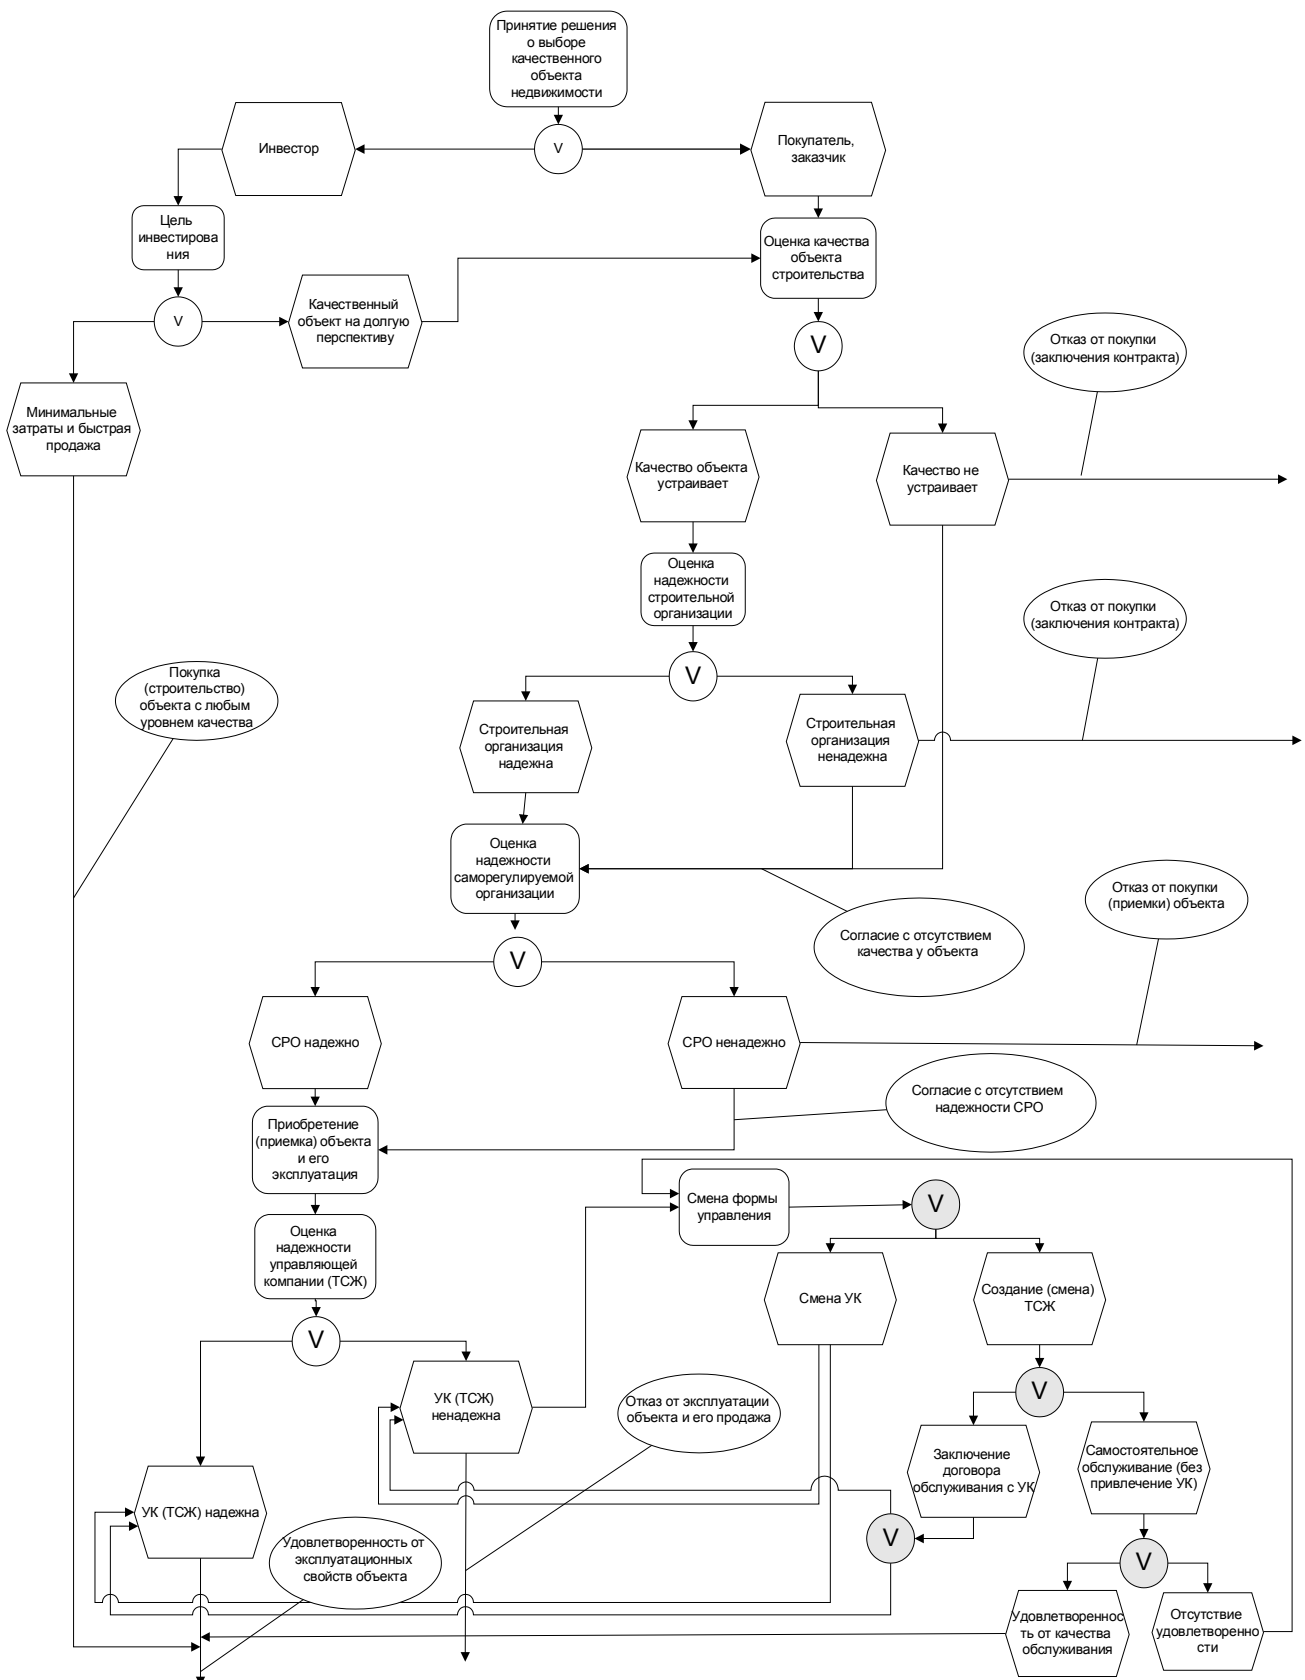 Принятие решения
о выборе
качественного
объекта
недвижимости
Инвестор
V
Покупатель,
заказчик
Цель
инвестирова
ния
Оценка качества
объекта
строительства
V
Качественный
объект на долгую
перспективу
V
Отказ от покупки
(заключения контракта)
Минимальные
затраты и быстрая
продажа
Качество объекта
устраивает
Качество не
устраивает
Оценка
надежности
строительной
организации
Отказ от покупки
(заключения контракта)
V
Покупка
(строительство)
объекта с любым
уровнем качества
Строительная
организация
надежна
Строительная
организация
ненадежна
Оценка
надежности
саморегулируемой
организации
Отказ от покупки
(приемки) объекта
Согласие с отсутствием
качества у объекта
V
СРО надежно
СРО ненадежно
Согласие с отсутствием
надежности СРО
Приобретение
(приемка) объекта
и его
эксплуатация
Смена формы
управления
V
Оценка
надежности
управляющей
компании (ТСЖ)
Смена УК
Создание (смена)
ТСЖ
V
V
УК (ТСЖ)
ненадежна
Отказ от эксплуатации
объекта и его продажа
Заключение
договора
обслуживания с УК
Самостоятельное
обслуживание (без
привлечение УК)
УК (ТСЖ) надежна
V
V
Удовлетворенность от
эксплуатационных
свойств объекта
Удовлетвореннос
ть от качества
обслуживания
Отсутствие
удовлетворенно
сти